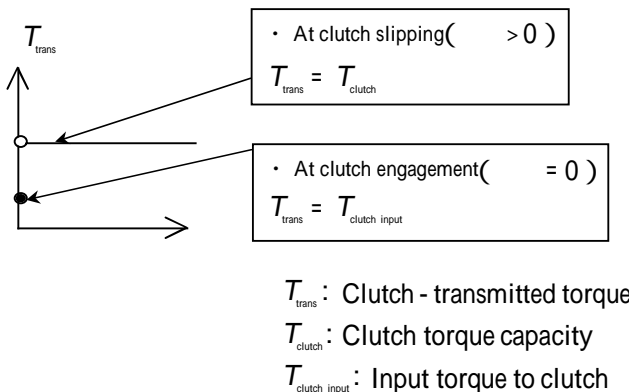 T trans
・ At clutch slipping( >0 )
T trans = T clutch
・ At clutch engagement( = 0 )
T trans = T clutch input
T trans : Clutch - transmitted torque
T clutch : Clutch torque capacity
T clutch input : Input torque to clutch